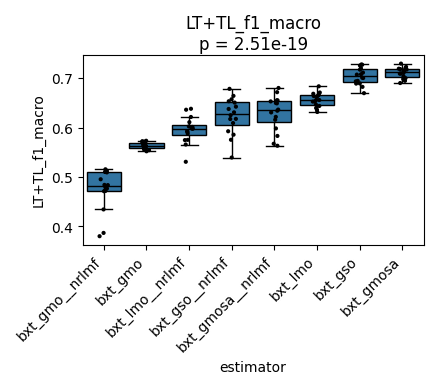 LT+TL_f1_macro
p = 2.51e-19
LT+TL_f1_macro
0.7
0.6
0.5
0.4
bxt_gmo__nrlmf
bxt_gmo
bxt_lmo__nrlmf
bxt_gso__nrlmf
bxt_gmosa__nrlmf
bxt_lmo
bxt_gso
bxt_gmosa
estimator